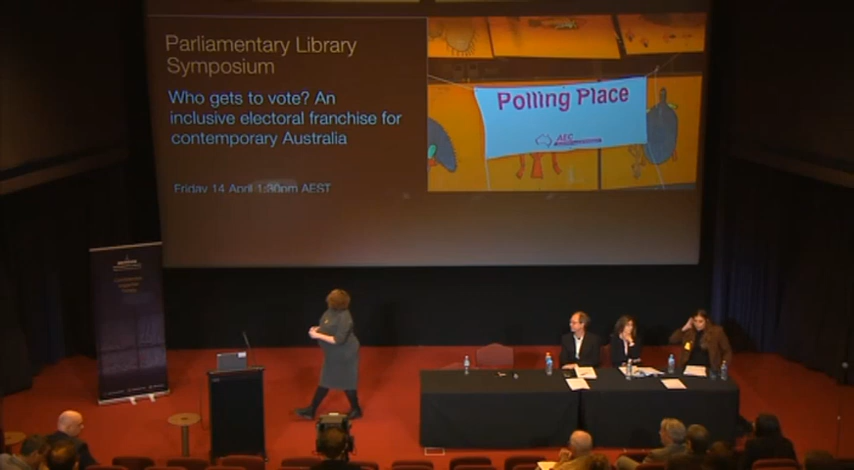 Parliamentary Library
Symposium
Who gets to vote? An
inclusive electoral franchise for
contemporary Australia
Friday 14 April 1:30pm AEST
Polling Place
AEC